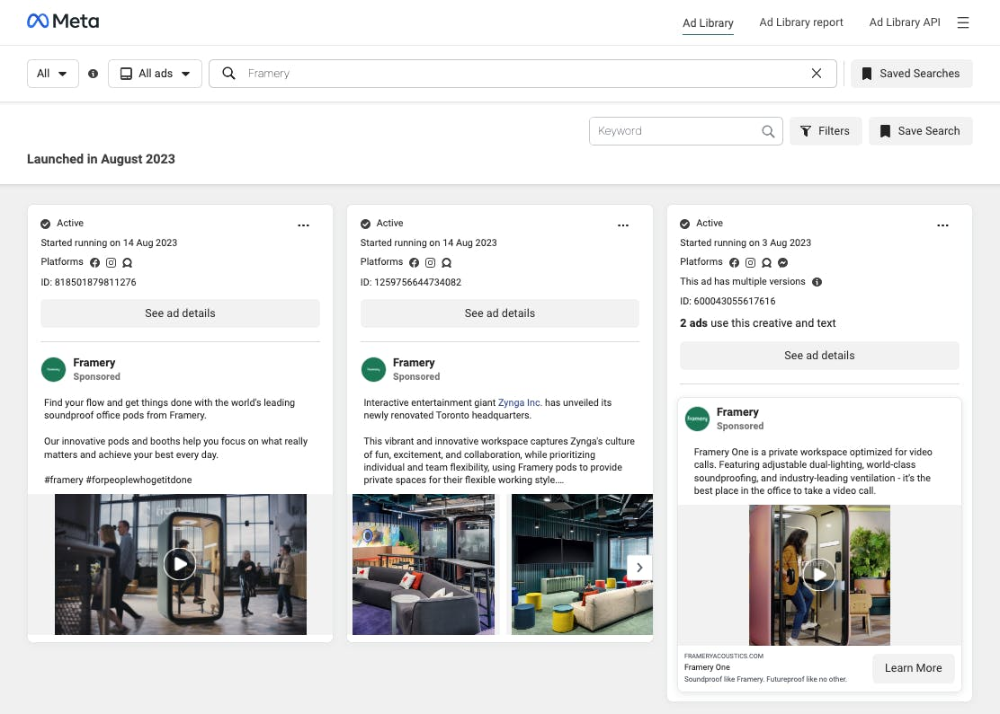 Meta
Ad Library
Ad Library report
Ad Library API
All
All ads
Framery
Saved Searches
Keyword
Filters
Save Search
Launched in August 2023
Active
Started running on 14 Aug 2023
Platforms
ID: 818501879811276
See ad details
Framery
Sponsored
Find your flow and get things done with the world's leading
soundproof office pods from Framery.
Our innovative pods and booths help you focus on what really
matters and achieve your best every day.
#framery #forpeoplewhogetitdone
framery
Active
Started running on 14 Aug 2023
Platforms
ID: 1259756644734082
See ad details
Framery
Sponsored
Interactive entertainment giant Zynga Inc. has unveiled its
newly renovated Toronto headquarters.
This vibrant and innovative workspace captures Zynga's culture
of fun, excitement, and collaboration, while prioritizing
individual and team flexibility, using Framery pods to provide
private spaces for their flexible working style....
Active
Started running on 3 Aug 2023
Platforms
This ad has multiple versions
ID: 600043055617616
2 ads use this creative and text
See ad details
framery
Framery
Sponsored
Framery One is a private workspace optimized for video
calls. Featuring adjustable dual-lighting, world-class
soundproofing, and industry-leading ventilation - it's the
best place in the office to take a video call.
framery
FRAMERYACOUSTICS.COM
Framery One
Soundproof like Framery. Futureproof like no other.
Learn More